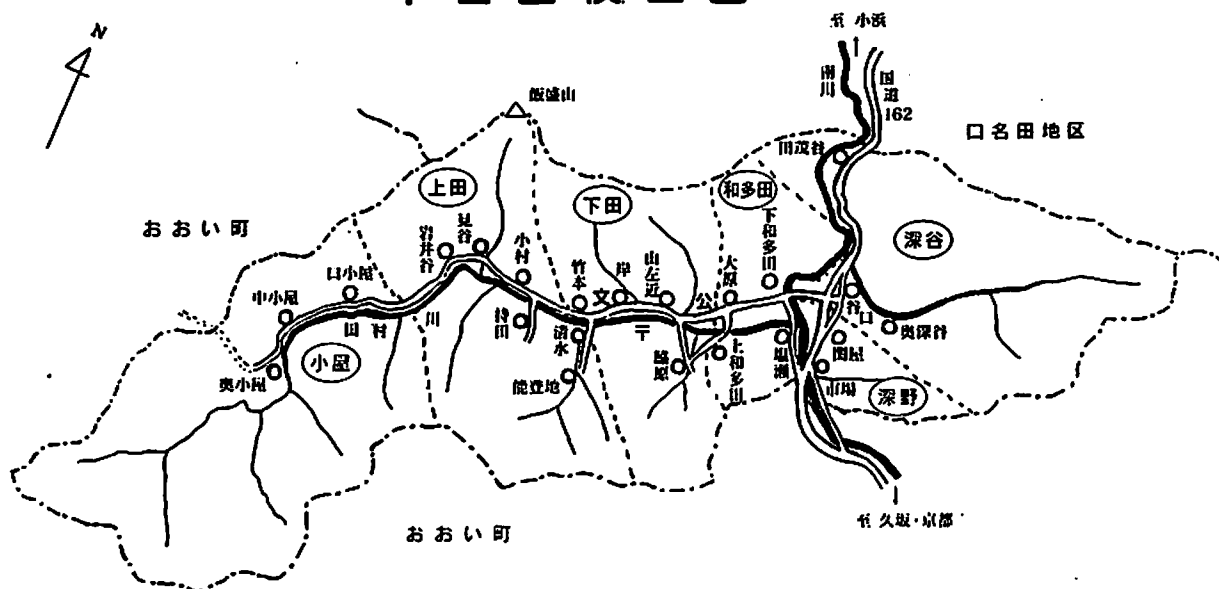 N
至 小浜
南川
国道
162
口名田地区
飯盛山
田茂谷
上田
下田
和多田
深谷
おおい町
岩井谷
見谷
小村
竹本
岸
山左近
大原
下和多田
口小屋
中小屋
田村川
持田
清水
文
〒
公
谷口
奥深谷
関屋
小屋
奥小屋
能登地
脇原
上和多田
塩瀬
市場
深野
おおい町
至 久坂・京都